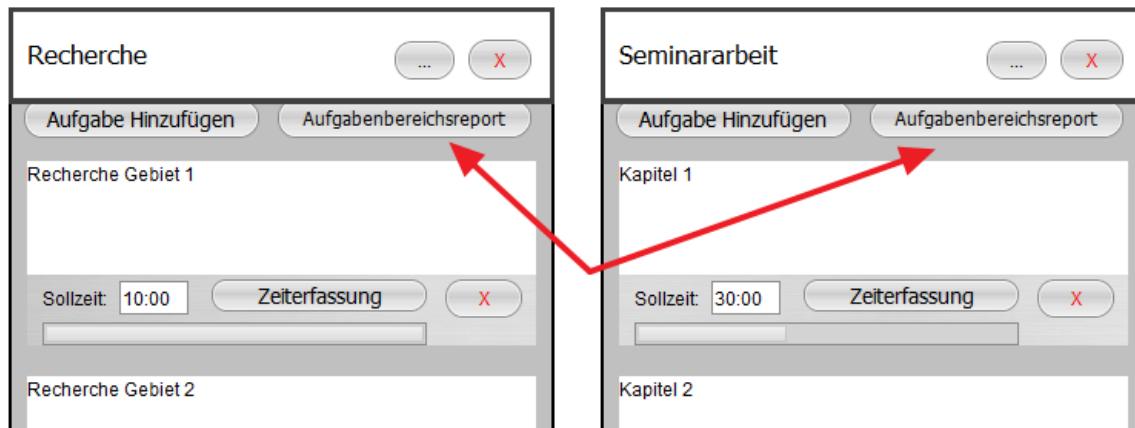 Recherche
...
X
Aufgabe Hinzufügen
Aufgabenbereichsreport
Recherche Gebiet 1
Sollzeit:
10:00
Zeiterfassung
X
Recherche Gebiet 2
Seminararbeit
...
X
Aufgabe Hinzufügen
Aufgabenbereichsreport
Kapitel 1
Sollzeit:
30:00
Zeiterfassung
X
Kapitel 2